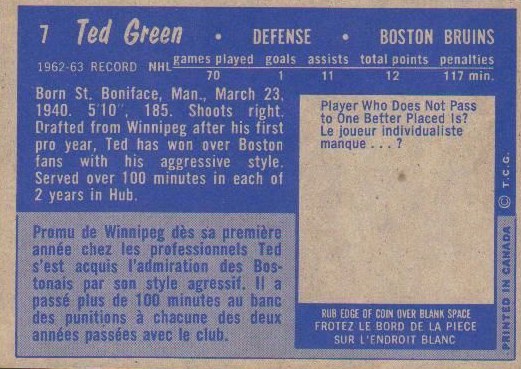 7 Ted Green • DEFENSE • BOSTON BRUINS
1962-63 RECORD NHL games played goals assists total points penalties
70 1 11 12 117 min.
Born St. Boniface, Man., March 23,
1940. 5'10", 185. Shoots right.
Drafted from Winnipeg after his first
pro year, Ted has won over Boston
fans with his aggressive style.
Served over 100 minutes in each of
2 years in Hub.
Promu de Winnipeg dès sa première
année chez les professionnels Ted
s'est acquis l'admiration des Bos-
tonais par son style agressif. Il a
passé plus de 100 minutes au banc
des punitions à chacune des deux
années passées avec le club.
Player Who Does Not Pass
to One Better Placed Is?
Le joueur individualiste
manque . . . ?
RUB EDGE OF COIN OVER BLANK SPACE
FROTEZ LE BORD DE LA PIECE
SUR L'ENDROIT BLANC
PRINTED IN CANADA © T.C.G.